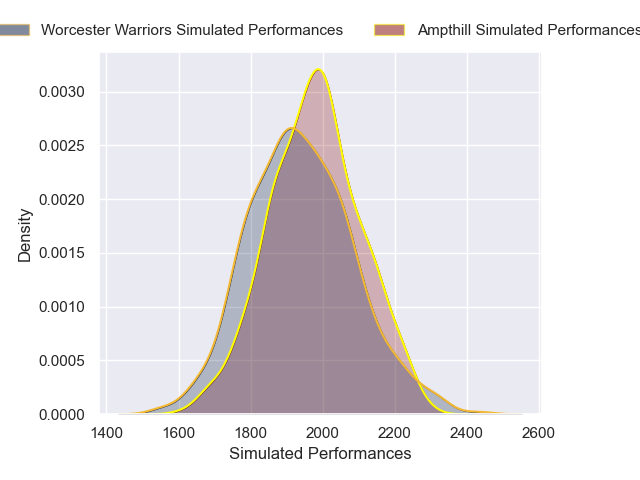 Worcester Warriors Simulated Performances Ampthill Simulated Performances
0.0030
0.0025
0.0020
0.0015
0.0010
0.0005
0.0000
Density
1400 1600 1800 2000 2200 2400 2600
Simulated Performances